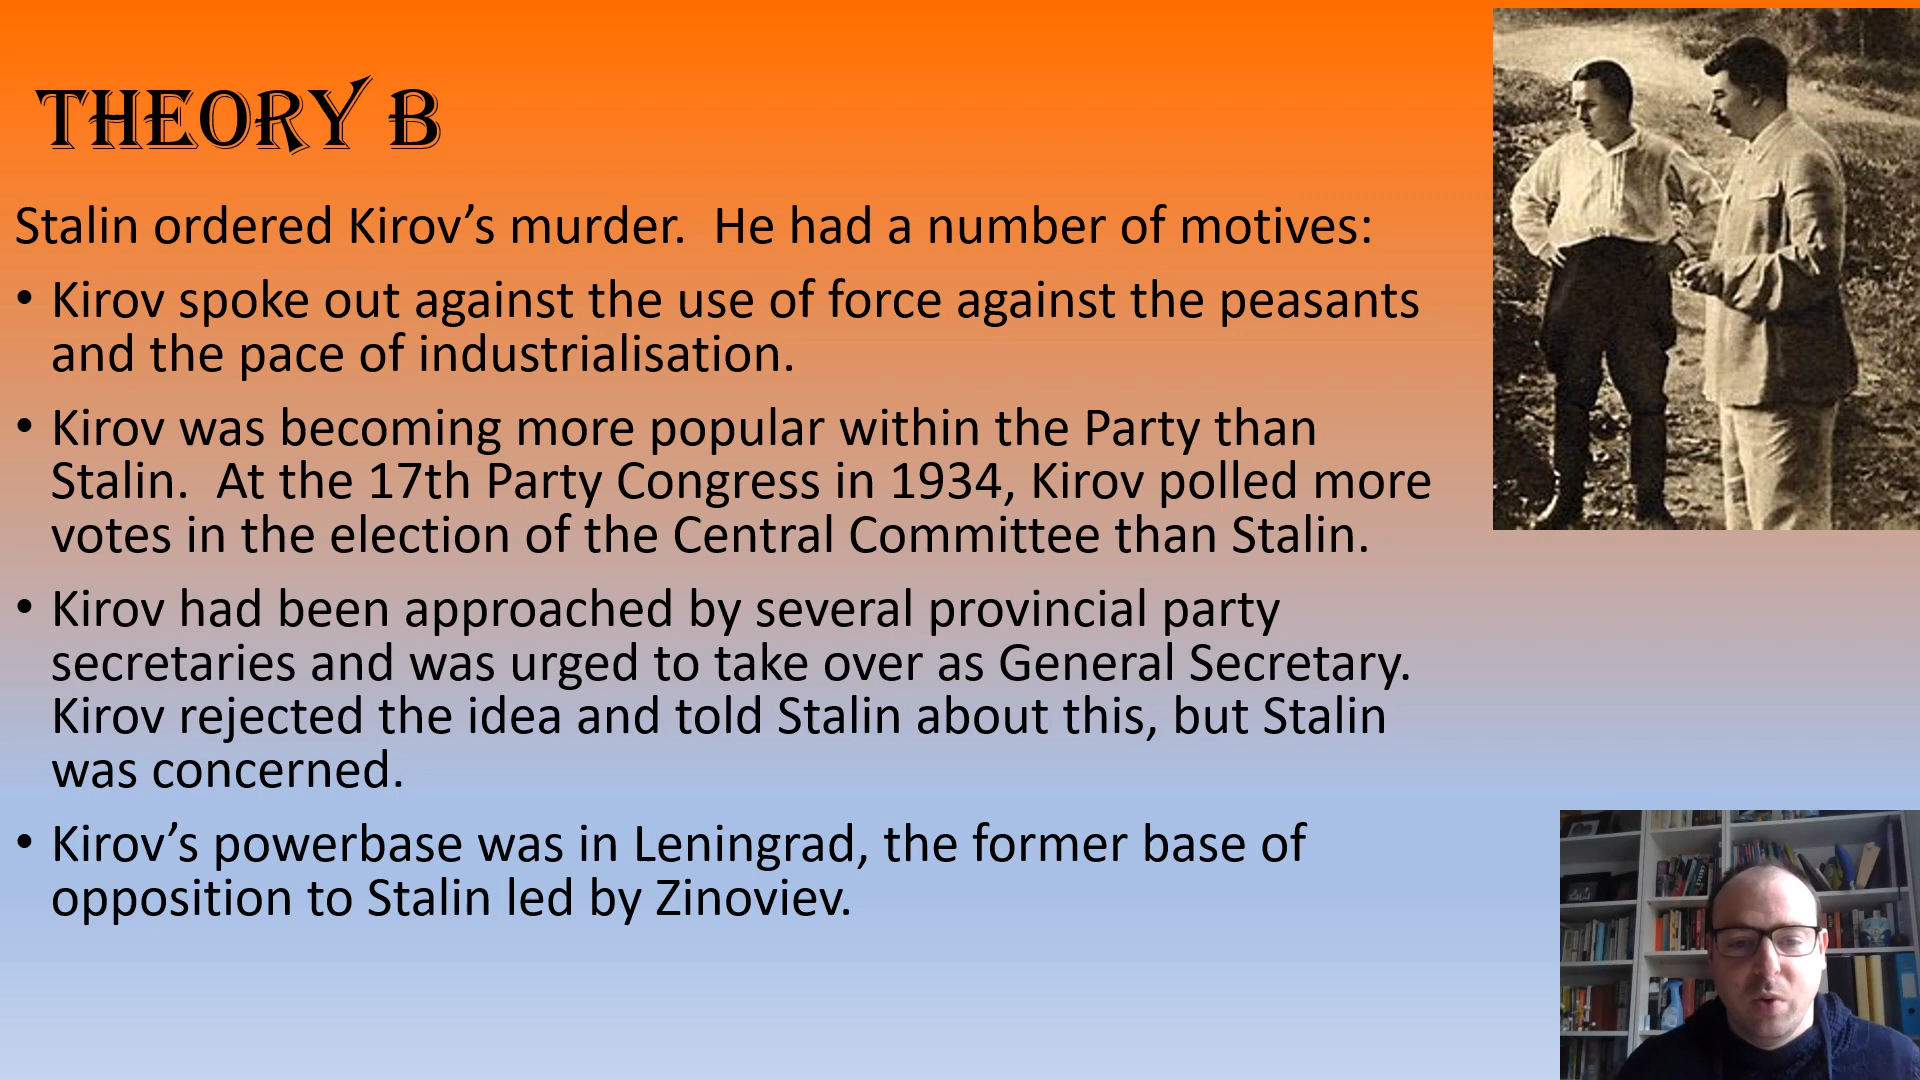 THEORY B
Stalin ordered Kirov’s murder.  He had a number of motives:
• Kirov spoke out against the use of force against the peasants
and the pace of industrialisation.
• Kirov was becoming more popular within the Party than
Stalin.  At the 17th Party Congress in 1934, Kirov polled more
votes in the election of the Central Committee than Stalin.
• Kirov had been approached by several provincial party
secretaries and was urged to take over as General Secretary.
Kirov rejected the idea and told Stalin about this, but Stalin
was concerned.
• Kirov’s powerbase was in Leningrad, the former base of
opposition to Stalin led by Zinoviev.